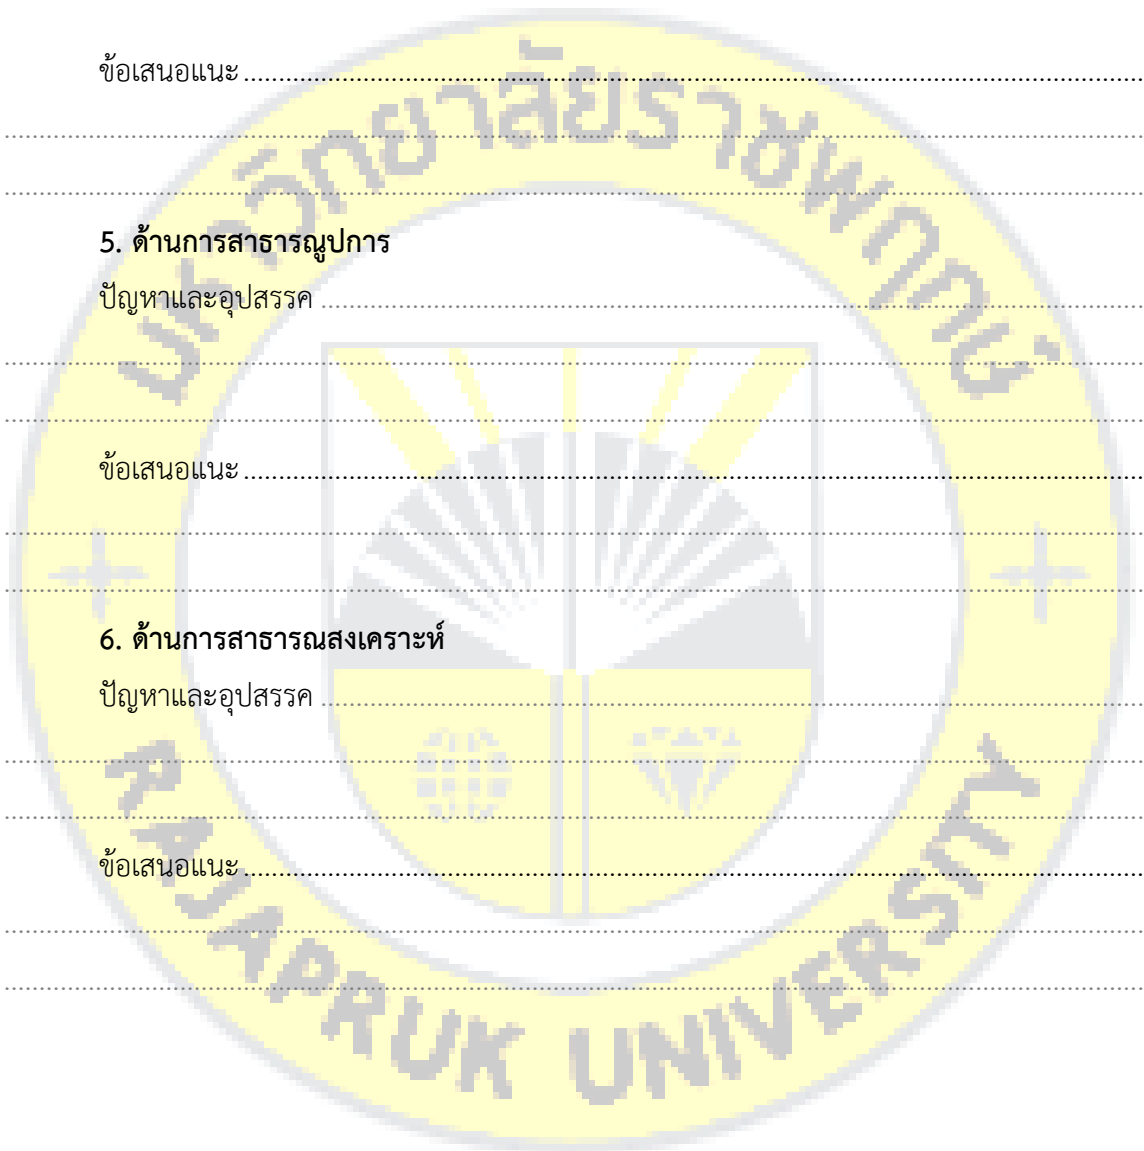 ข้อเสนอแนะ ................................................................................
................................................................................
................................................................................
5. ด้านการสาธารณูปการ
ปัญหาและอุปสรรค ................................................................................
................................................................................
................................................................................
ข้อเสนอแนะ ................................................................................
................................................................................
................................................................................
6. ด้านการสาธารณสงเคราะห์
ปัญหาและอุปสรรค ................................................................................
................................................................................
................................................................................
ข้อเสนอแนะ ................................................................................
................................................................................
................................................................................
มหาวิทยาลัยราชพฤกษ์
RAJAPRUK UNIVERSITY